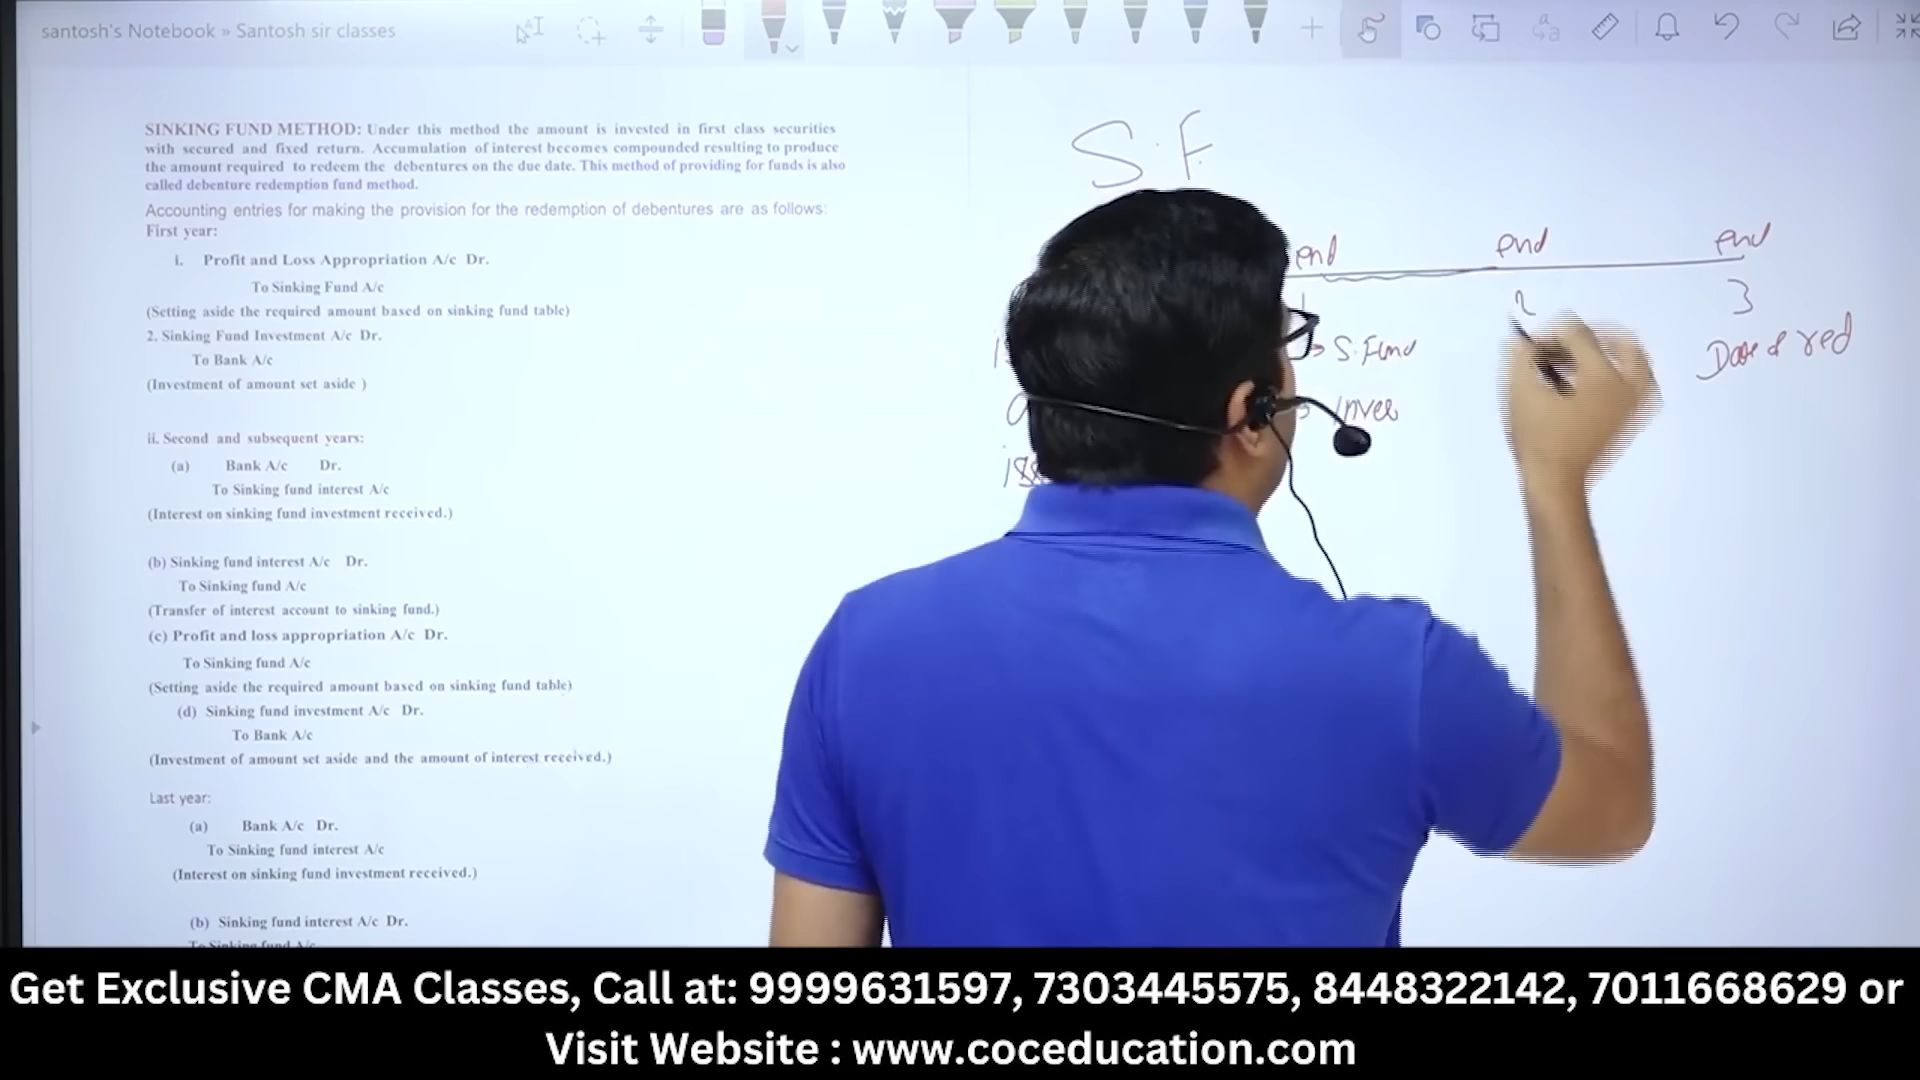 santosh's Notebook » Santosh sir classes
SINKING FUND METHOD: Under this method the amount is invested in first class securities
with secured and fixed return. Accumulation of interest becomes compounded resulting to produce
the amount required to redeem the debentures on the due date. This method of providing for funds is also
called debenture redemption fund method.
Accounting entries for making the provision for the redemption of debentures are as follows:
First year:
i. Profit and Loss Appropriation A/c Dr.
To Sinking Fund A/c
(Setting aside the required amount based on sinking fund table)
2. Sinking Fund Investment A/c Dr.
To Bank A/c
(Investment of amount set aside )
ii. Second and subsequent years:
(a) Bank A/c Dr.
To Sinking fund interest A/c
(Interest on sinking fund investment received.)
(b) Sinking fund interest A/c Dr.
To Sinking fund A/c
(Transfer of interest account to sinking fund.)
(c) Profit and loss appropriation A/c Dr.
To Sinking fund A/c
(Setting aside the required amount based on sinking fund table)
(d) Sinking fund investment A/c Dr.
To Bank A/c
(Investment of amount set aside and the amount of interest received.)
Last year:
(a) Bank A/c Dr.
To Sinking fund interest A/c
(Interest on sinking fund investment received.)
(b) Sinking fund interest A/c Dr.
To Sinking fund A/c
S.F.
end end end
1 2 3
S. Fund
Date of red
Inves
Get Exclusive CMA Classes, Call at: 9999631597, 7303445575, 8448322142, 7011668629 or
Visit Website : www.coceducation.com